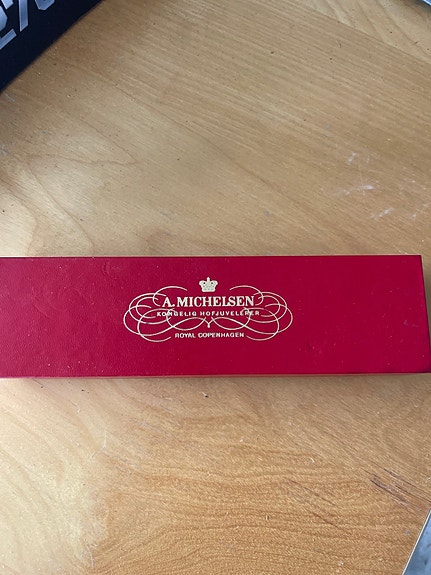 A. MICHELSEN
KONGELIG HOFJUVELERER
ROYAL COPENHAGEN